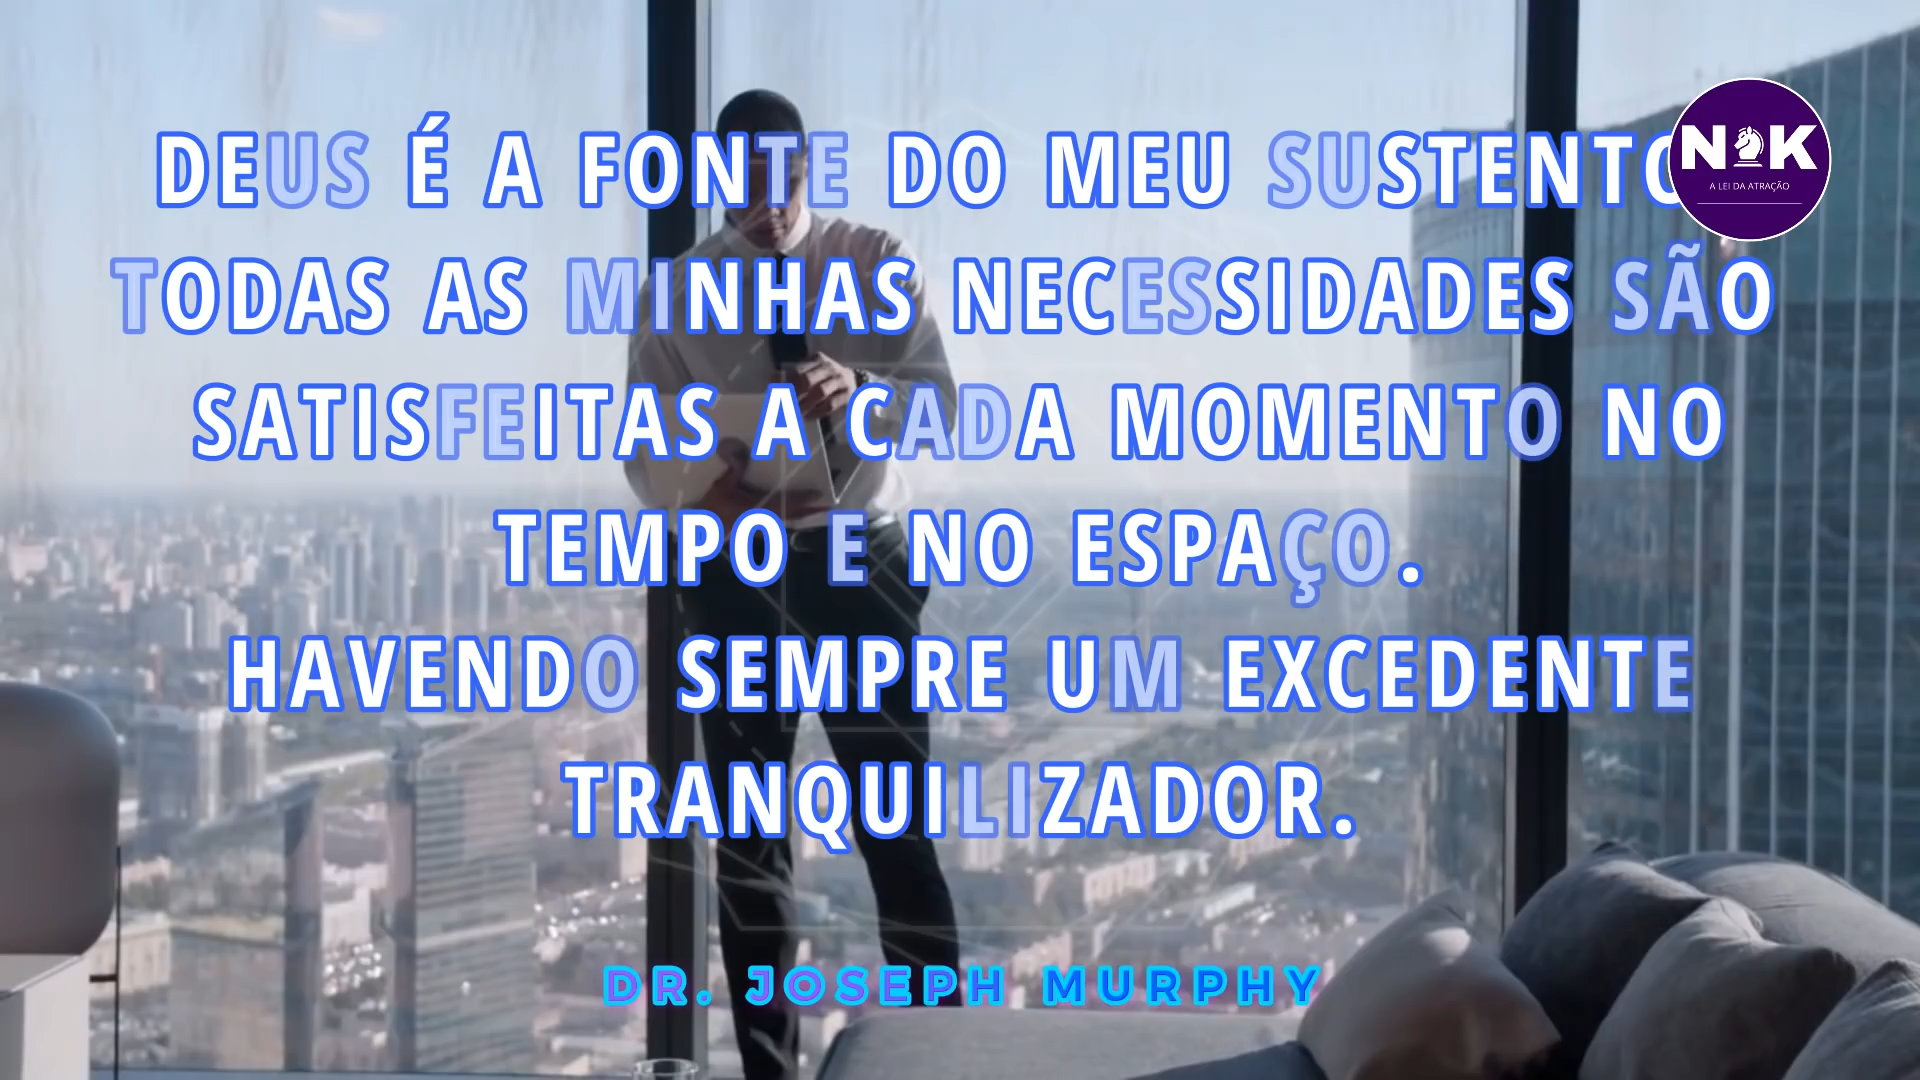 DEUS É A FONTE DO MEU SUSTENTO
TODAS AS MINHAS NECESSIDADES SÃO
SATISFEITAS A CADA MOMENTO NO
TEMPO E NO ESPAÇO.
HAVENDO SEMPRE UM EXCEDENTE
TRANQUILIZADOR.
DR. JOSEPH MURPHY
N K
A LEI DA ATRAÇÃO